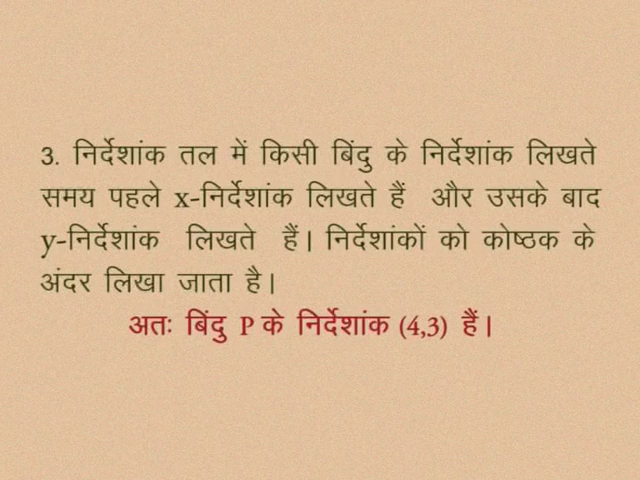 3. निर्देशांक तल में किसी बिंदु के निर्देशांक लिखते
समय पहले x-निर्देशांक लिखते हैं और उसके बाद
y-निर्देशांक लिखते हैं। निर्देशांकों को कोष्ठक के
अंदर लिखा जाता है।
अतः बिंदु P के निर्देशांक (4,3) हैं।